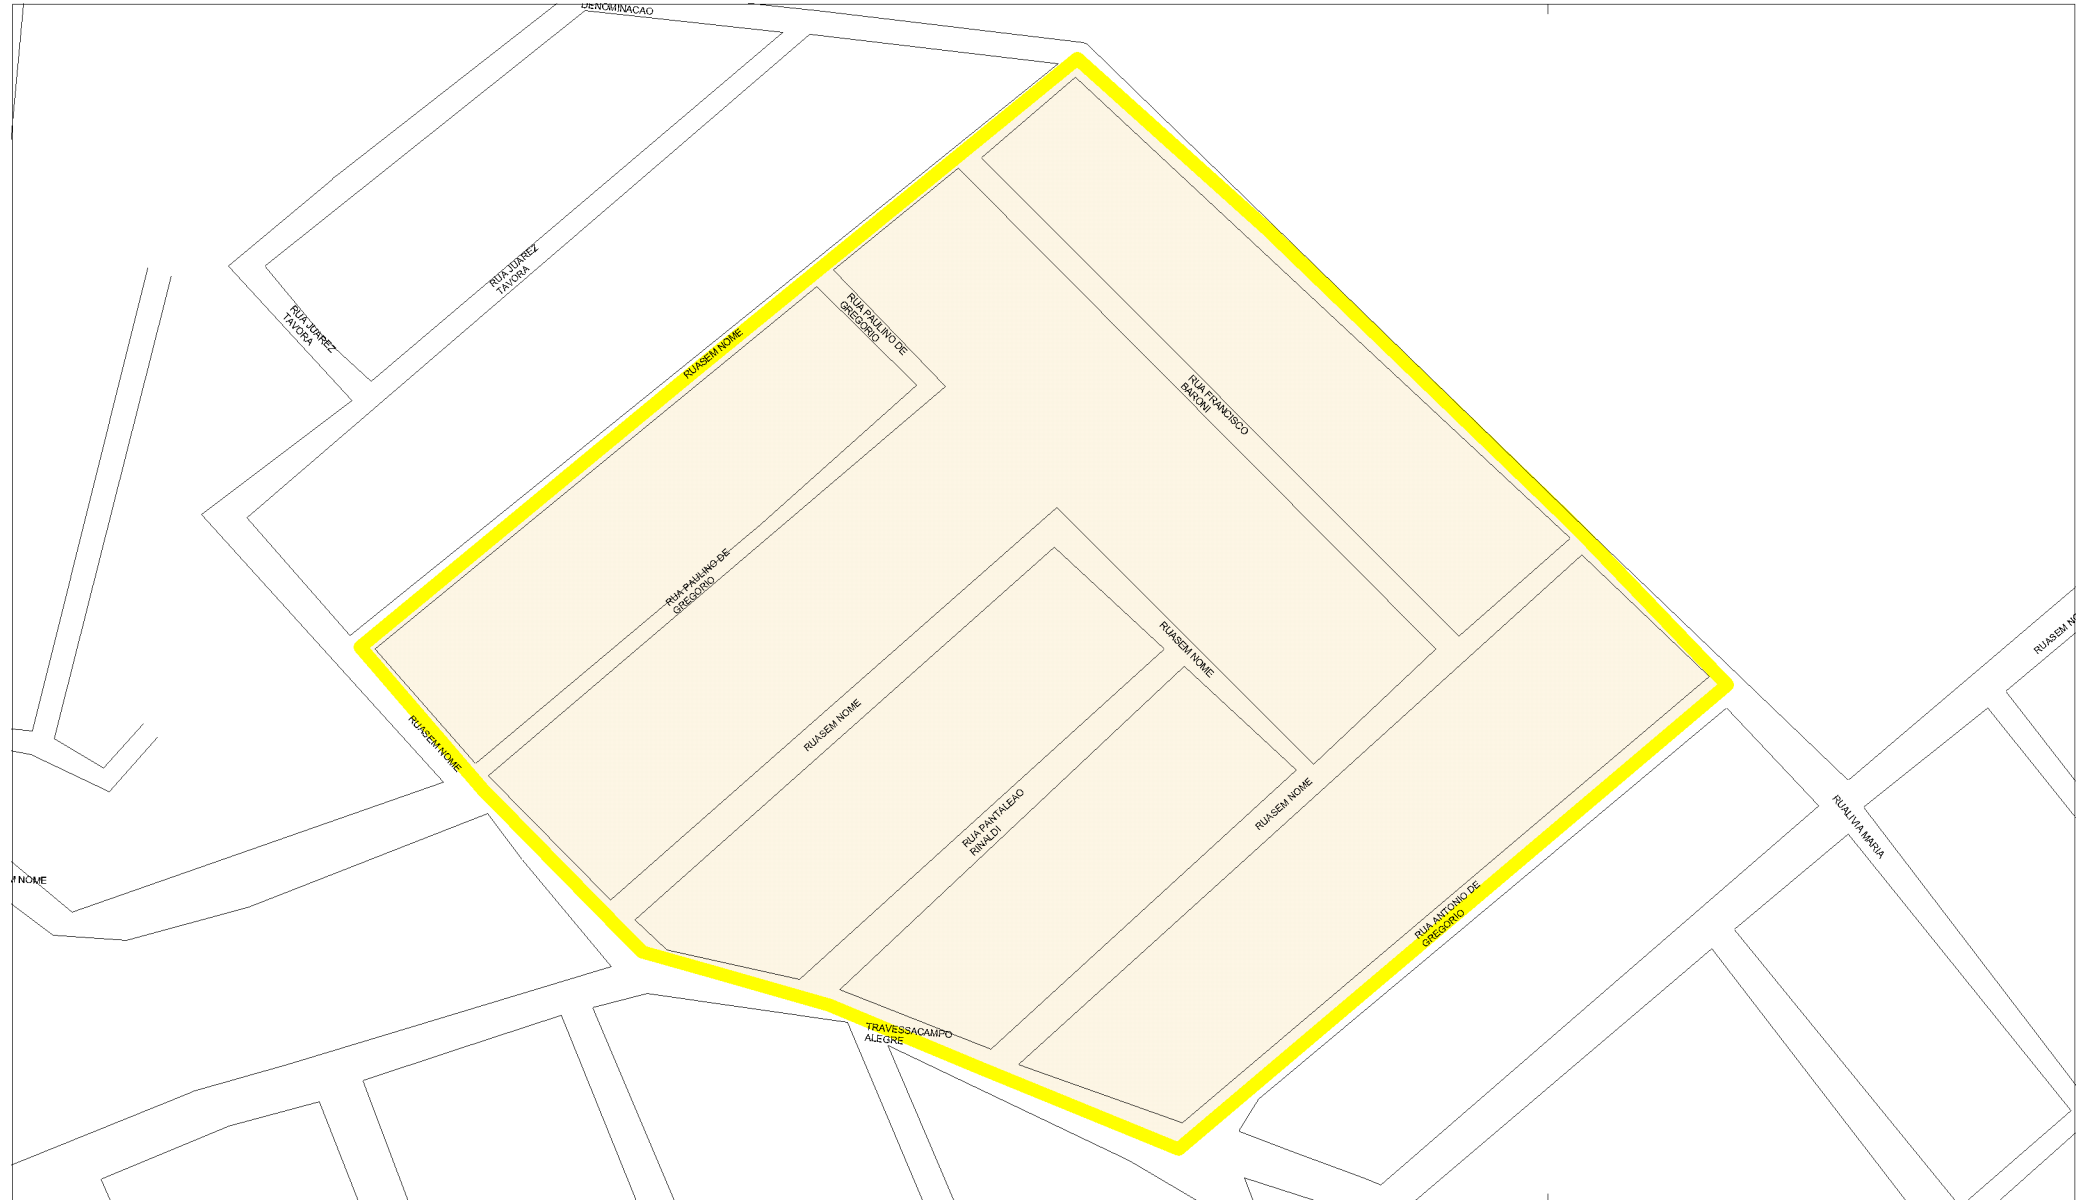 DENOMINACAO
RUA JUAREZ
TAVORA
RUA JUAREZ
TAVORA
RUA PAULINO DE
GREGORIO
RUASEM NOME
RUA FRANCISCO
BARONI
RUA PAULINO DE
GREGORIO
RUASEM NOME
RUASEM NO
RUASEM NOME
RUASEM NOME
RUA PANTALEAO
RINALDI
RUASEM NOME
RUALIVIA MARIA
M NOME
RUA ANTONIO DE
GREGORIO
TRAVESSACAMPO
ALEGRE